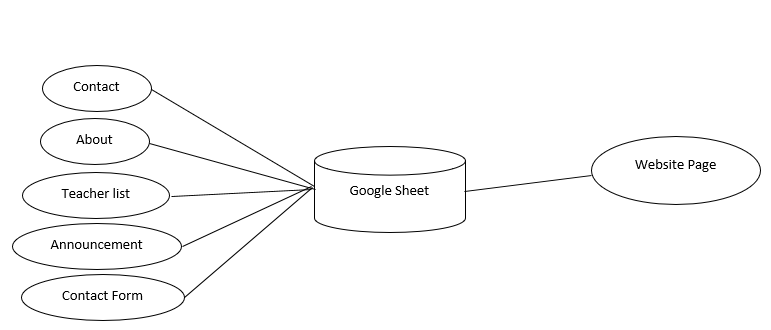 Contact
About
Teacher list
Announcement
Contact Form
Google Sheet
Website Page